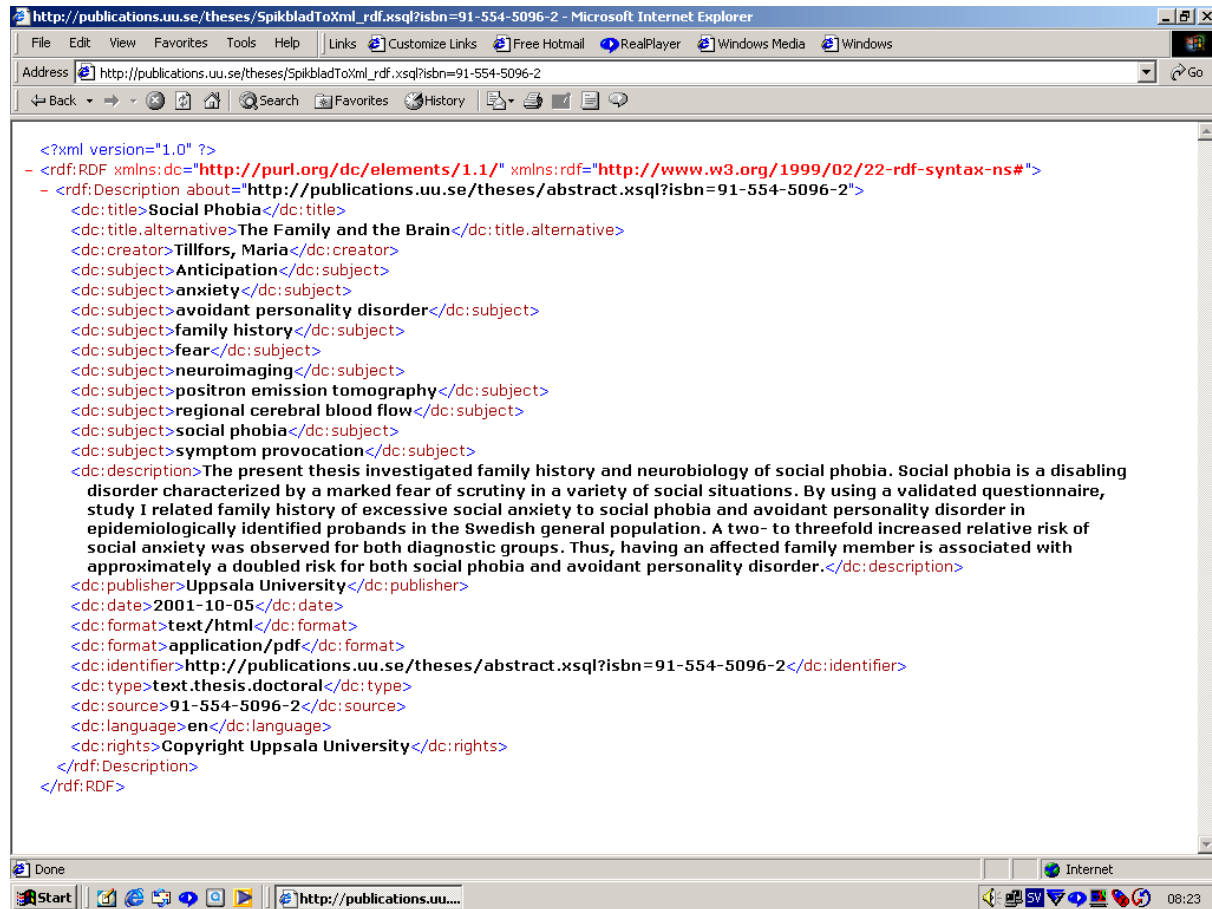 http://publications.uu.se/theses/SpikbladToXml_rdf.xsql?isbn=91-554-5096-2 - Microsoft Internet Explorer
File Edit View Favorites Tools Help Links Customize Links Free Hotmail RealPlayer Windows Media Windows
Address http://publications.uu.se/theses/SpikbladToXml_rdf.xsql?isbn=91-554-5096-2 Go
Back Search Favorites History
<?xml version="1.0" ?>
- <rdf:RDF xmlns:dc="http://purl.org/dc/elements/1.1/" xmlns:rdf="http://www.w3.org/1999/02/22-rdf-syntax-ns#">
- <rdf:Description about="http://publications.uu.se/theses/abstract.xsql?isbn=91-554-5096-2">
<dc:title>Social Phobia</dc:title>
<dc:title.alternative>The Family and the Brain</dc:title.alternative>
<dc:creator>Tillfors, Maria</dc:creator>
<dc:subject>Anticipation</dc:subject>
<dc:subject>anxiety</dc:subject>
<dc:subject>avoidant personality disorder</dc:subject>
<dc:subject>family history</dc:subject>
<dc:subject>fear</dc:subject>
<dc:subject>neuroimaging</dc:subject>
<dc:subject>positron emission tomography</dc:subject>
<dc:subject>regional cerebral blood flow</dc:subject>
<dc:subject>social phobia</dc:subject>
<dc:subject>symptom provocation</dc:subject>
<dc:description>The present thesis investigated family history and neurobiology of social phobia. Social phobia is a disabling
disorder characterized by a marked fear of scrutiny in a variety of social situations. By using a validated questionnaire,
study I related family history of excessive social anxiety to social phobia and avoidant personality disorder in
epidemiologically identified probands in the Swedish general population. A two- to threefold increased relative risk of
social anxiety was observed for both diagnostic groups. Thus, having an affected family member is associated with
approximately a doubled risk for both social phobia and avoidant personality disorder.</dc:description>
<dc:publisher>Uppsala University</dc:publisher>
<dc:date>2001-10-05</dc:date>
<dc:format>text/html</dc:format>
<dc:format>application/pdf</dc:format>
<dc:identifier>http://publications.uu.se/theses/abstract.xsql?isbn=91-554-5096-2</dc:identifier>
<dc:type>text.thesis.doctoral</dc:type>
<dc:source>91-554-5096-2</dc:source>
<dc:language>en</dc:language>
<dc:rights>Copyright Uppsala University</dc:rights>
</rdf:Description>
</rdf:RDF>
Done Internet
Start http://publications.uu.... SV 08:23